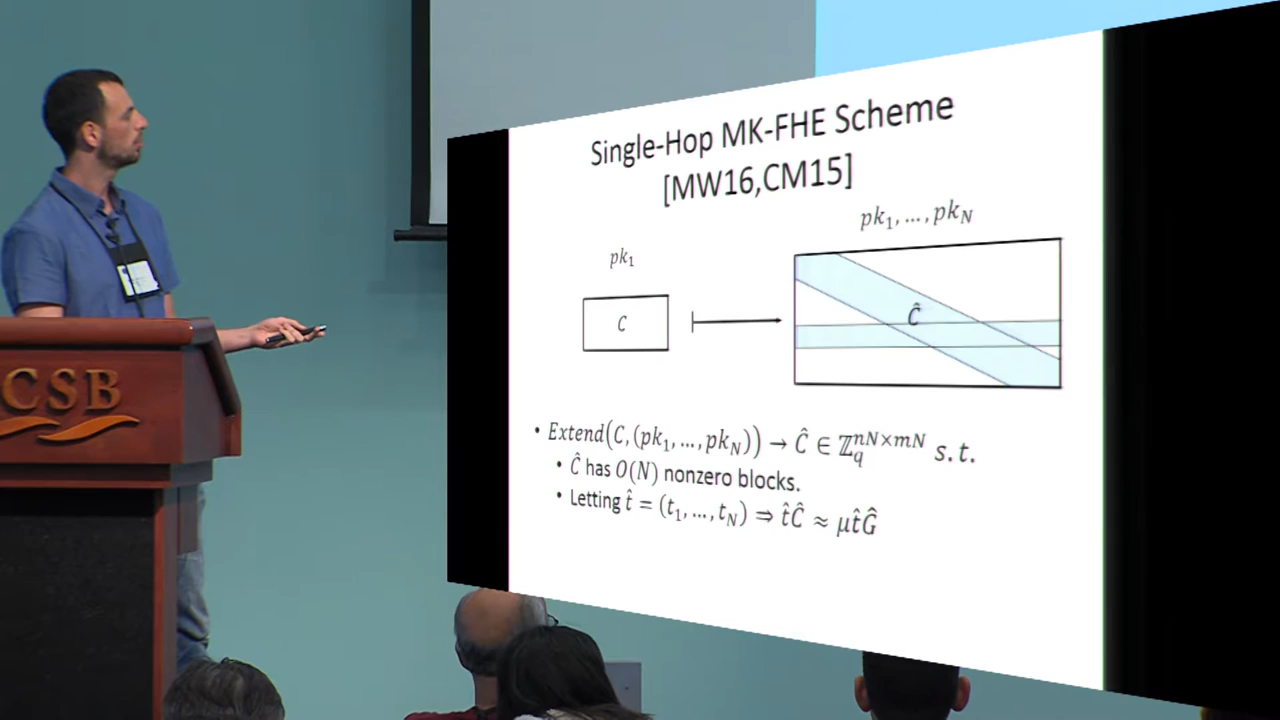 CSB
Single-Hop MK-FHE Scheme
[MW16,CM15]
pk₁, …, pk_N
pk₁
C
Ĉ
• Extend(C, (pk₁, …, pk_N)) → Ĉ ∈ ℤ_q^{nN×mN} s.t.
• Ĉ has O(N) nonzero blocks.
• Letting t̂ = (t₁, …, t_N) ⇒ t̂Ĉ ≈ μt̂Ĝ